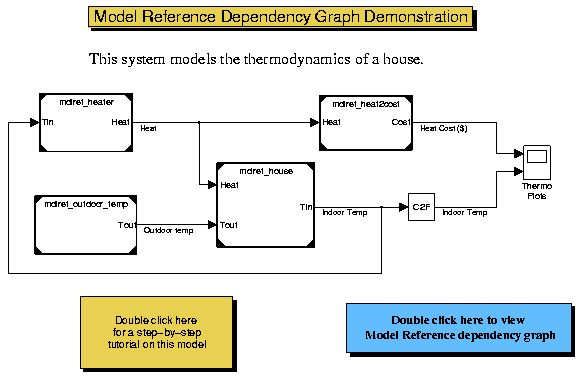 Model Reference Dependency Graph Demonstration
This system models the thermodynamics of a house.
mdlref_heater
Tin
Heat
Heat
mdlref_heat2cost
Heat
Cost
Heat Cost ($)
Thermo
Plots
mdlref_house
Heat
Tout
Tin
Indoor Temp
C2F
Indoor Temp
mdlref_outdoor_temp
Tout
Outdoor temp
Double click here
for a step-by-step
tutorial on this model
Double click here to view
Model Reference dependency graph